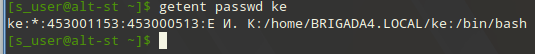 [s_user@alt-st ~]$ getent passwd ke
ke:*:453001153:453000513:Е И. К:/home/BRIGADA4.LOCAL/ke:/bin/bash
[s_user@alt-st ~]$